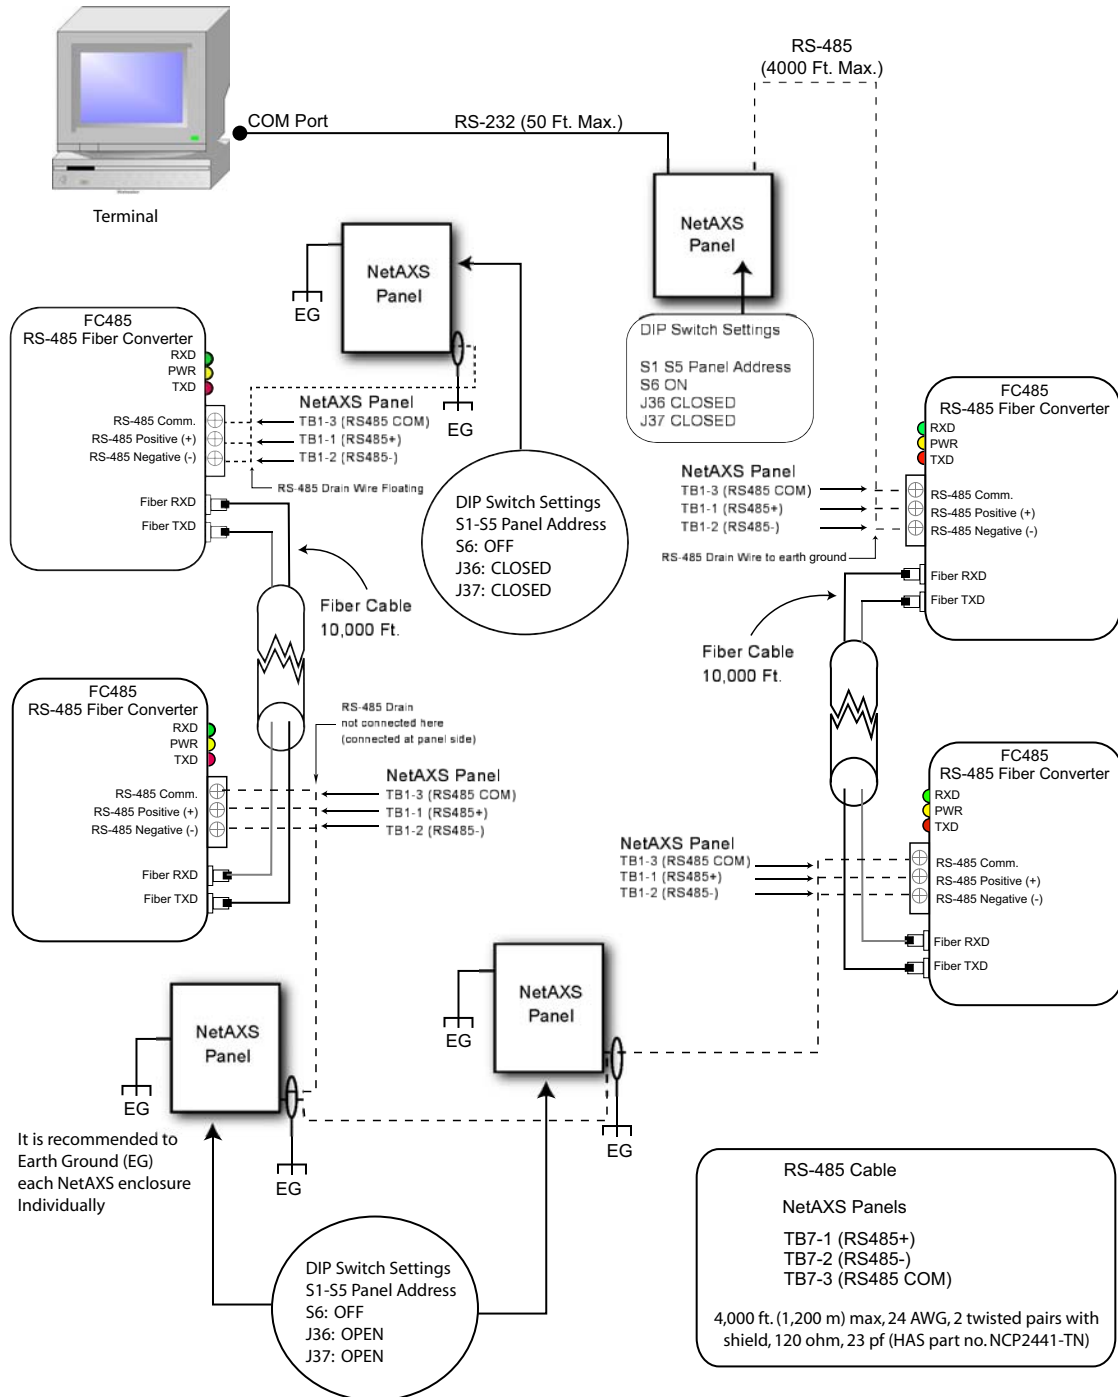 RS-485
(4000 Ft. Max.)
COM Port
RS-232 (50 Ft. Max.)
Terminal
NetAXS
Panel
NetAXS
Panel
EG
EG
DIP Switch Settings
S1 S5 Panel Address
S6 ON
J36 CLOSED
J37 CLOSED
FC485
RS-485 Fiber Converter
RXD
PWR
TXD
RS-485 Comm.
RS-485 Positive (+)
RS-485 Negative (-)
Fiber RXD
Fiber TXD
NetAXS Panel
TB1-3 (RS485 COM)
TB1-1 (RS485+)
TB1-2 (RS485-)
RS-485 Drain Wire Floating
DIP Switch Settings
S1-S5 Panel Address
S6: OFF
J36: CLOSED
J37: CLOSED
FC485
RS-485 Fiber Converter
RXD
PWR
TXD
NetAXS Panel
TB1-3 (RS485 COM)
TB1-1 (RS485+)
TB1-2 (RS485-)
RS-485 Comm.
RS-485 Positive (+)
RS-485 Negative (-)
RS-485 Drain Wire to earth ground
Fiber RXD
Fiber TXD
Fiber Cable
10,000 Ft.
Fiber Cable
10,000 Ft.
FC485
RS-485 Fiber Converter
RXD
PWR
TXD
RS-485 Comm.
RS-485 Positive (+)
RS-485 Negative (-)
Fiber RXD
Fiber TXD
RS-485 Drain
not connected here
(connected at panel side)
NetAXS Panel
TB1-3 (RS485 COM)
TB1-1 (RS485+)
TB1-2 (RS485-)
FC485
RS-485 Fiber Converter
RXD
PWR
TXD
NetAXS Panel
TB1-3 (RS485 COM)
TB1-1 (RS485+)
TB1-2 (RS485-)
RS-485 Comm.
RS-485 Positive (+)
RS-485 Negative (-)
Fiber RXD
Fiber TXD
NetAXS
Panel
NetAXS
Panel
EG
EG
EG
EG
It is recommended to
Earth Ground (EG)
each NetAXS enclosure
Individually
DIP Switch Settings
S1-S5 Panel Address
S6: OFF
J36: OPEN
J37: OPEN
RS-485 Cable
NetAXS Panels
TB7-1 (RS485+)
TB7-2 (RS485-)
TB7-3 (RS485 COM)
4,000 ft. (1,200 m) max, 24 AWG, 2 twisted pairs with
shield, 120 ohm, 23 pf (HAS part no. NCP2441-TN)